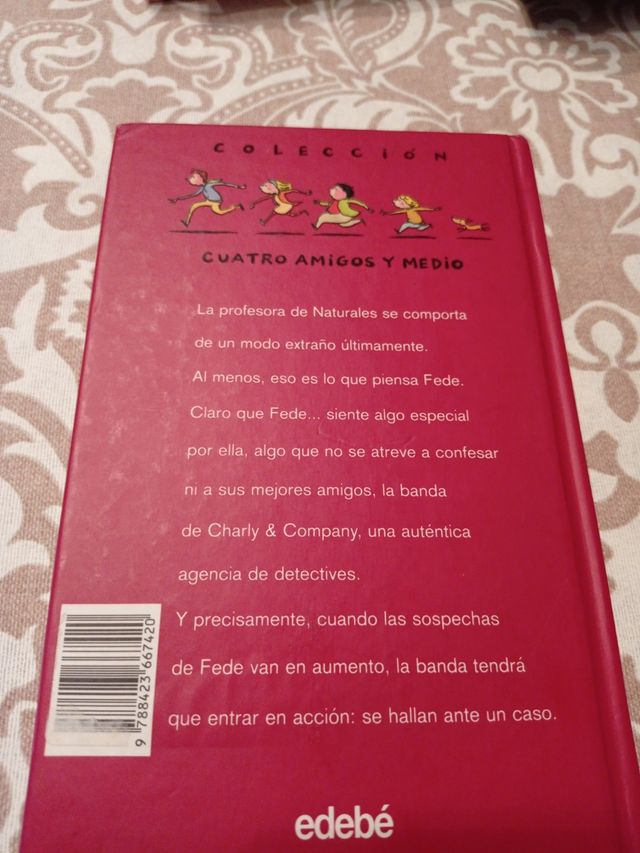 COLECCIÓN
CUATRO AMIGOS Y MEDIO
La profesora de Naturales se comporta
de un modo extraño últimamente.
Al menos, eso es lo que piensa Fede.
Claro que Fede... siente algo especial
por ella, algo que no se atreve a confesar
ni a sus mejores amigos, la banda
de Charly & Company, una auténtica
agencia de detectives.
Y precisamente, cuando las sospechas
de Fede van en aumento, la banda tendrá
que entrar en acción: se hallan ante un caso.
9 788423 667420
edebé